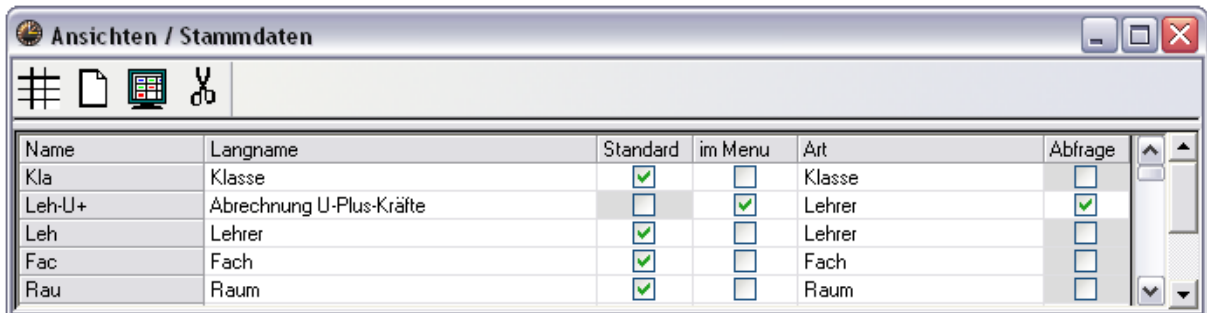 Ansichten / Stammdaten
Name Langname Standard im Menu Art Abfrage
Kla Klasse Klasse
Leh-U+ Abrechnung U-Plus-Kräfte Lehrer
Leh Lehrer Lehrer
Fac Fach Fach
Rau Raum Raum